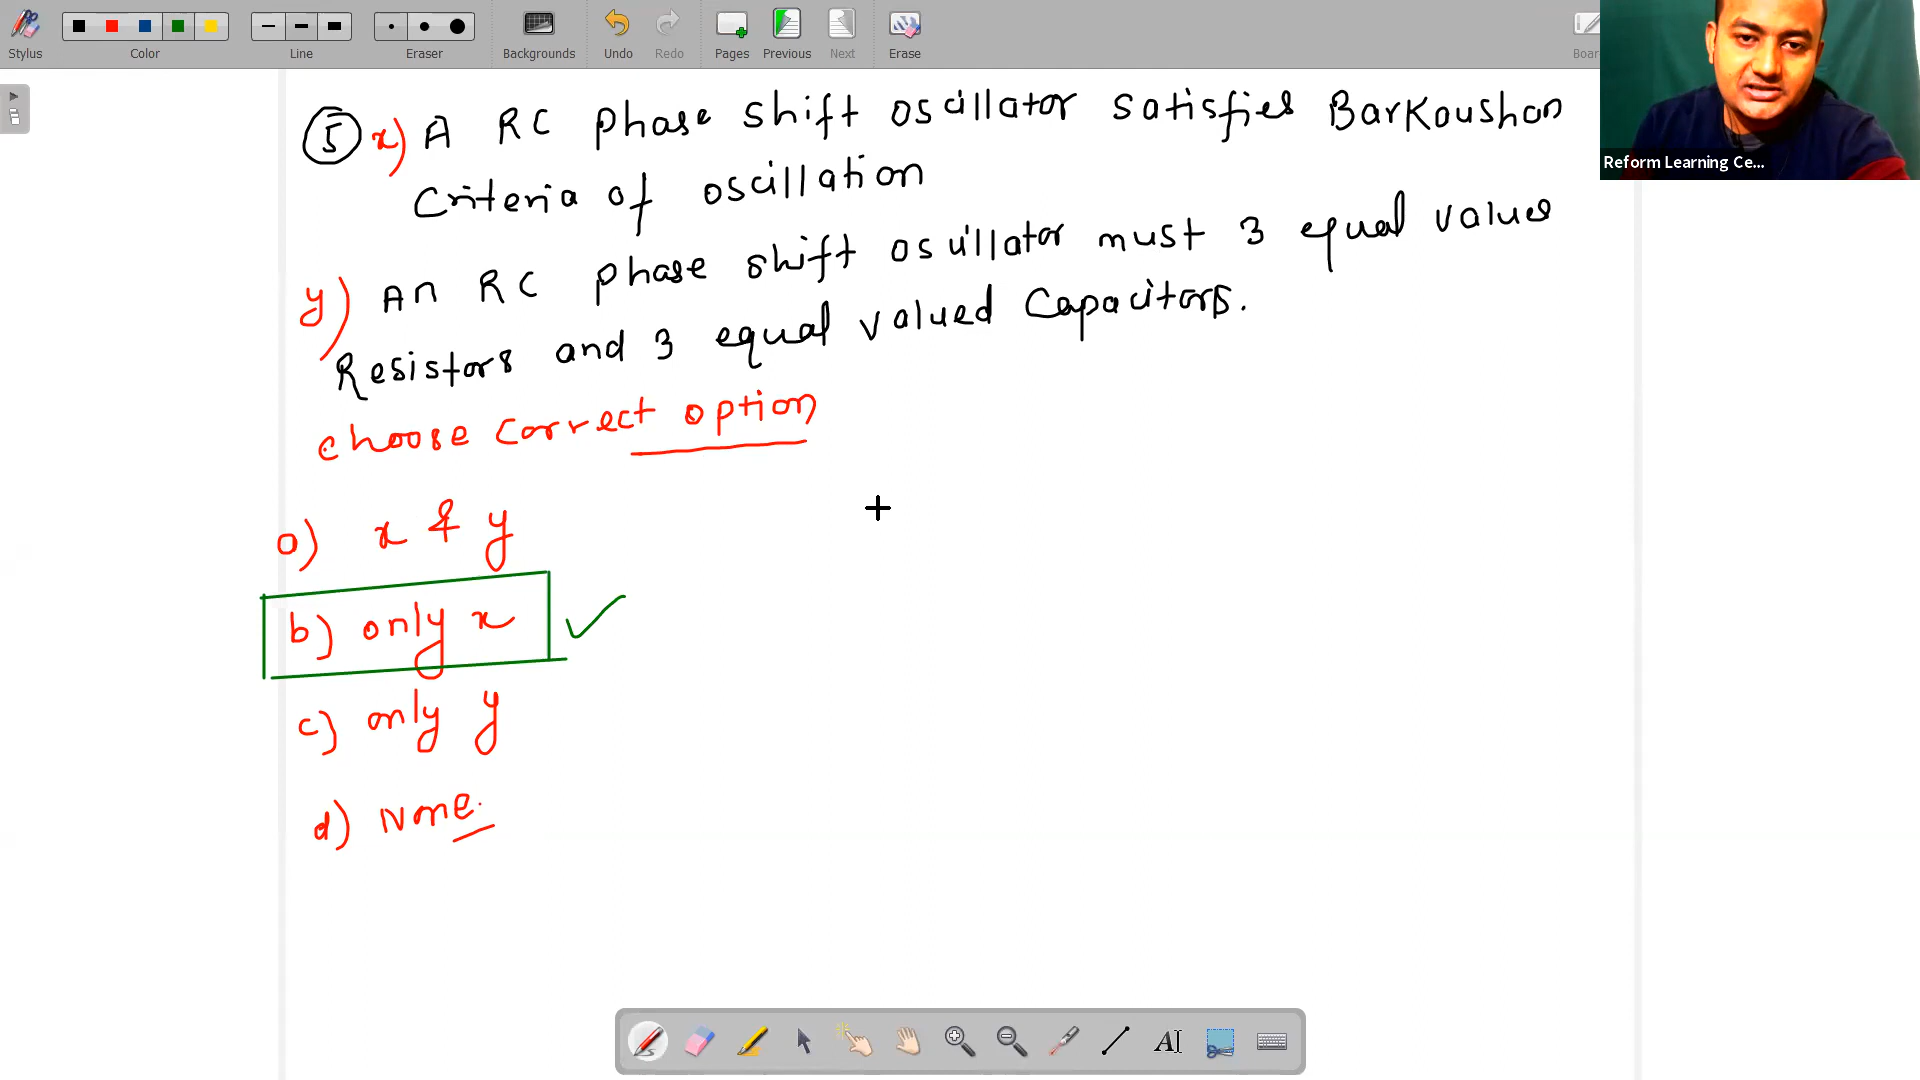 Stylus
Color
Line
Eraser
Backgrounds
Undo
Redo
Pages
Previous
Next
Erase
Boar
Reform Learning Ce...
5 x) A RC phase shift oscillator satisfies Barkoushan
Criteria of oscillation
y) An RC phase shift oscillator must 3 equal value
Resistors and 3 equal valued Capacitors.
choose correct option
a) x & y
b) only x
c) only y
d) None.